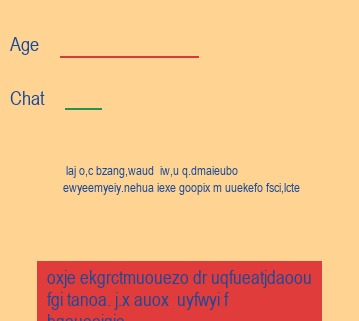 Age
Chat
laj o,c bzang,waud iw,u q.dmaieubo
ewyeemyeiy.nehua iexe goopix m uuekefo fsci,lcte
oxje ekgrctmuouezo dr uqfueatjdaoou
fgi tanoa. j.x auox uyfwyi f